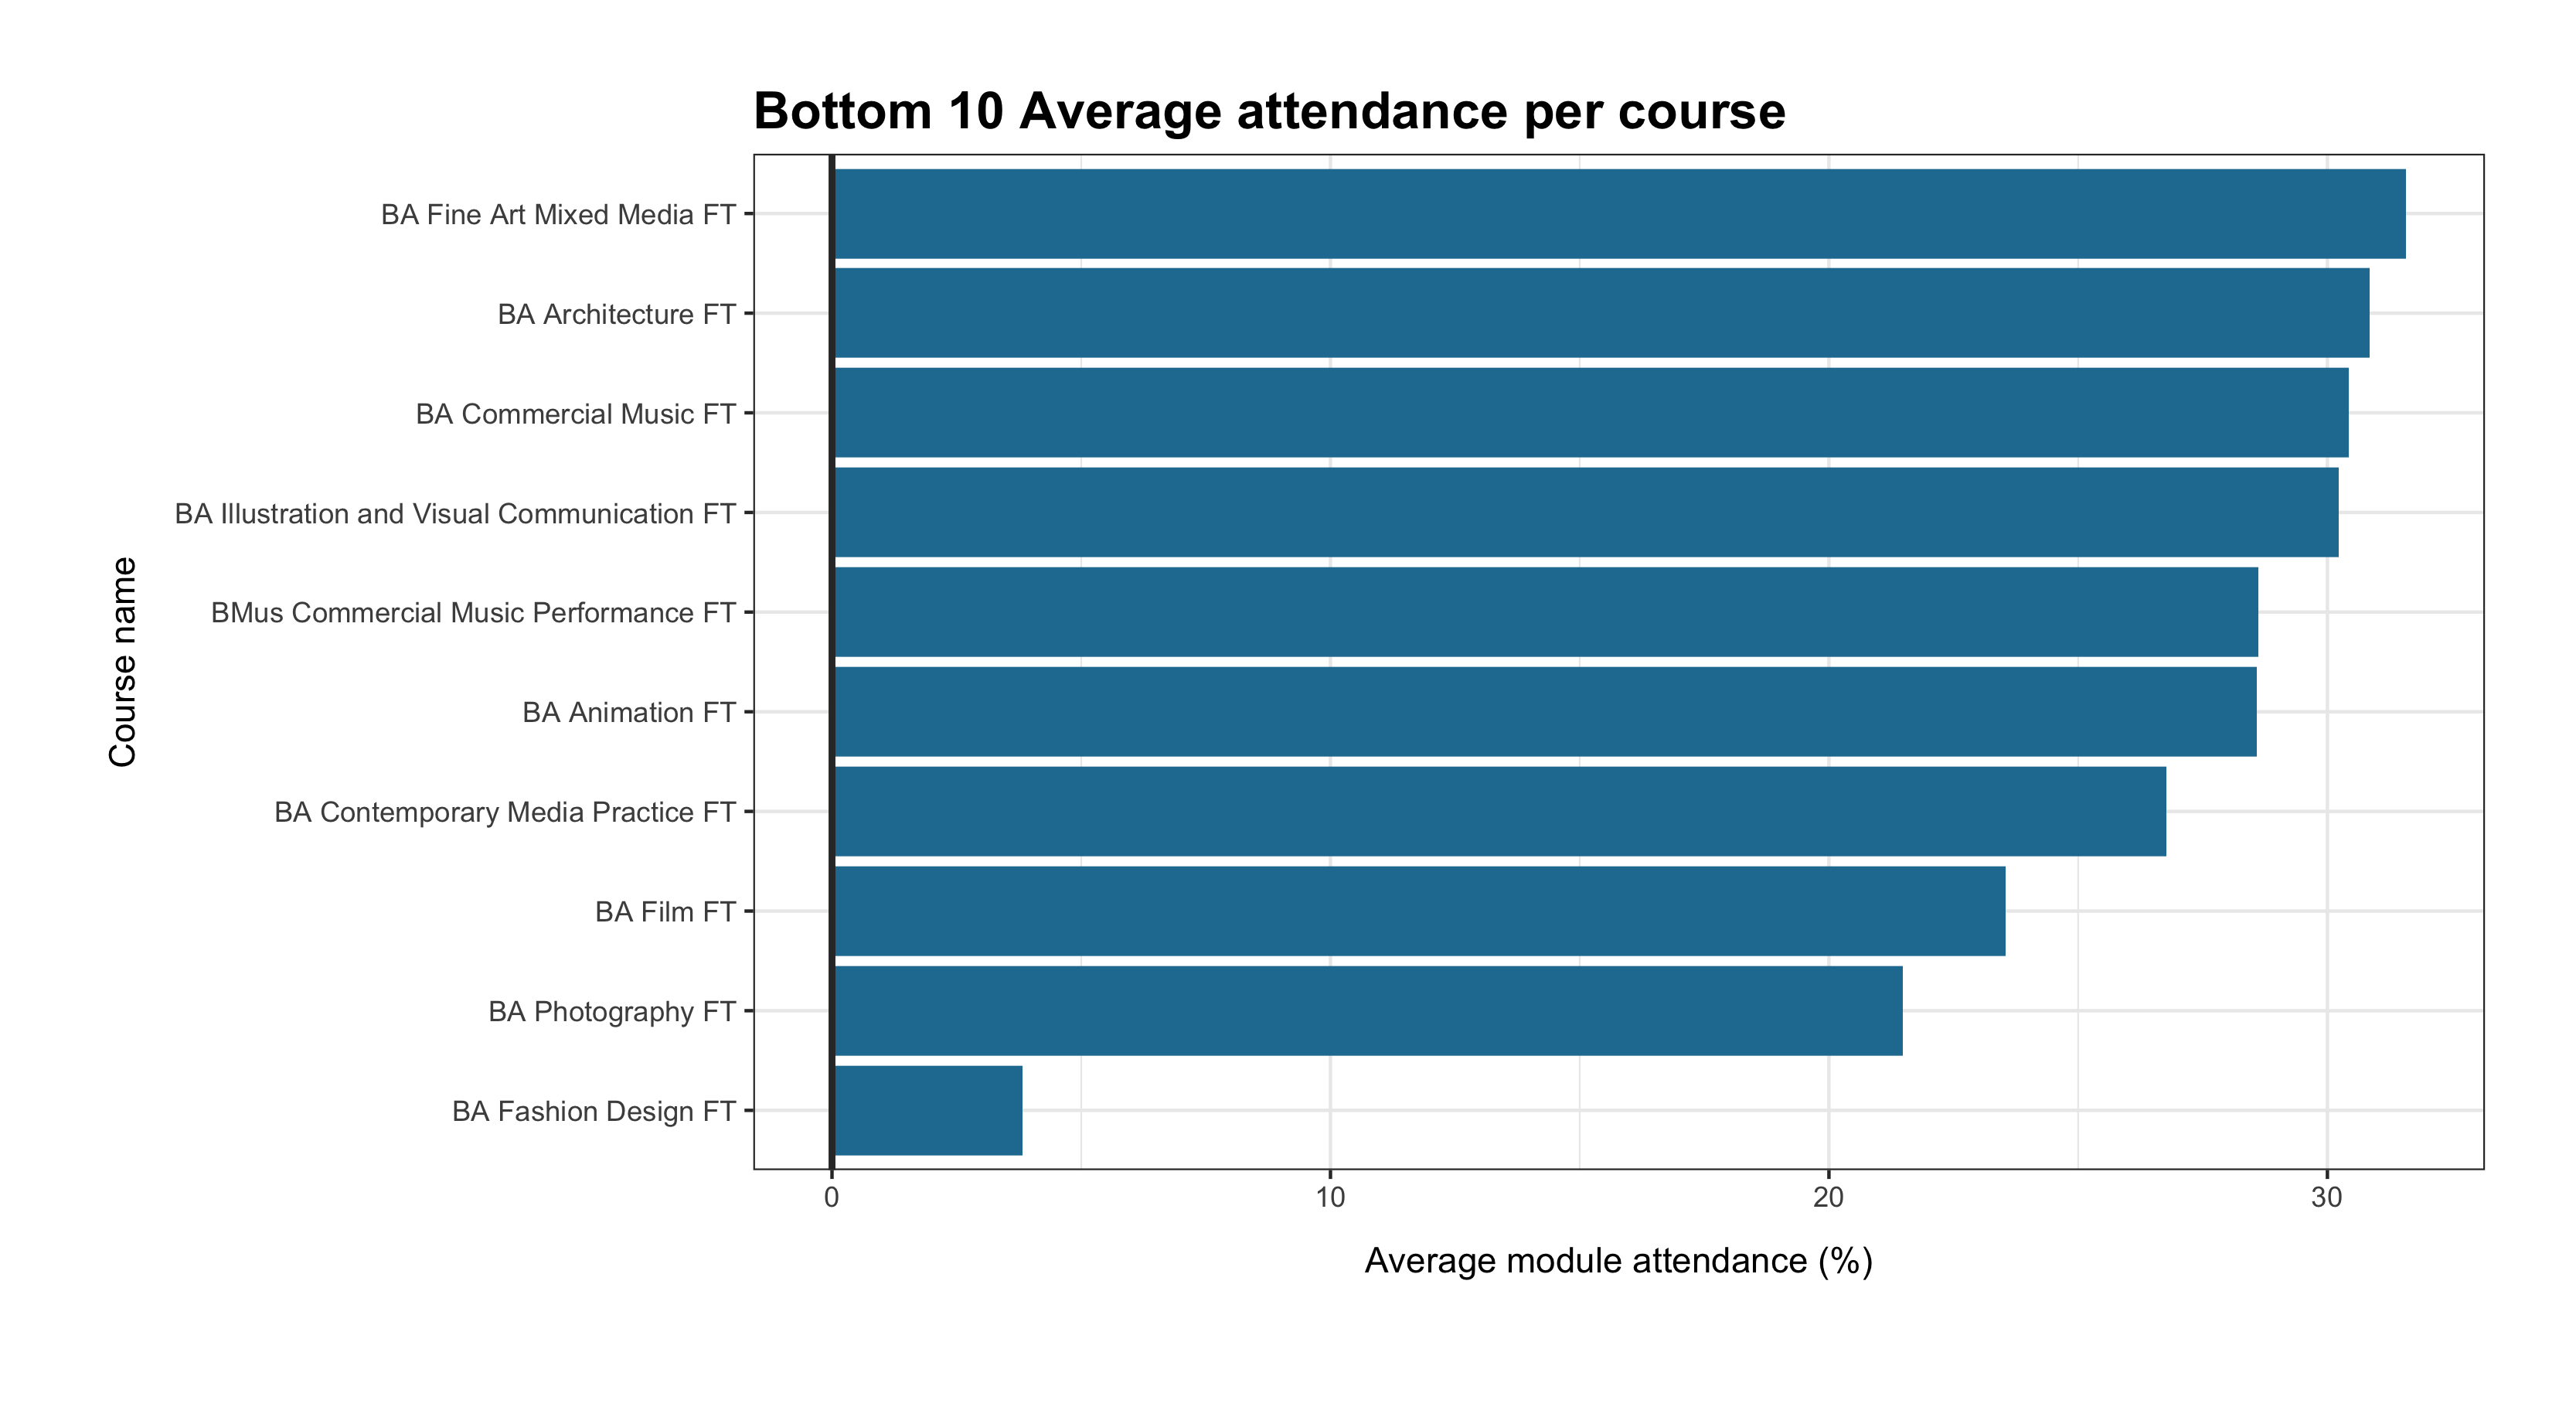 Bottom 10 Average attendance per course
Course name
BA Fine Art Mixed Media FT
BA Architecture FT
BA Commercial Music FT
BA Illustration and Visual Communication FT
BMus Commercial Music Performance FT
BA Animation FT
BA Contemporary Media Practice FT
BA Film FT
BA Photography FT
BA Fashion Design FT
0 10 20 30
Average module attendance (%)